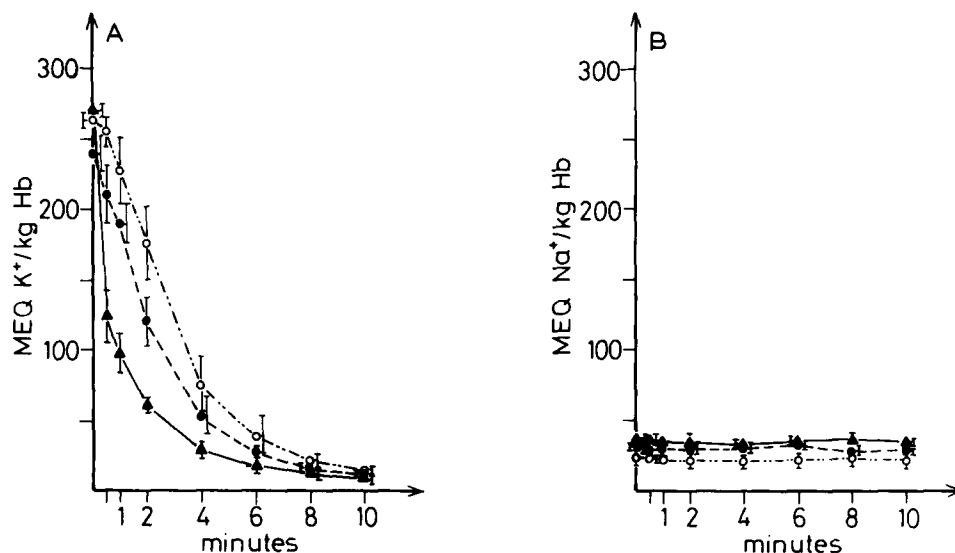 A
300
200
100
MEQ K⁺/kg Hb
1 2 4 6 8 10
minutes
B
300
200
100
MEQ Na⁺/kg Hb
1 2 4 6 8 10
minutes